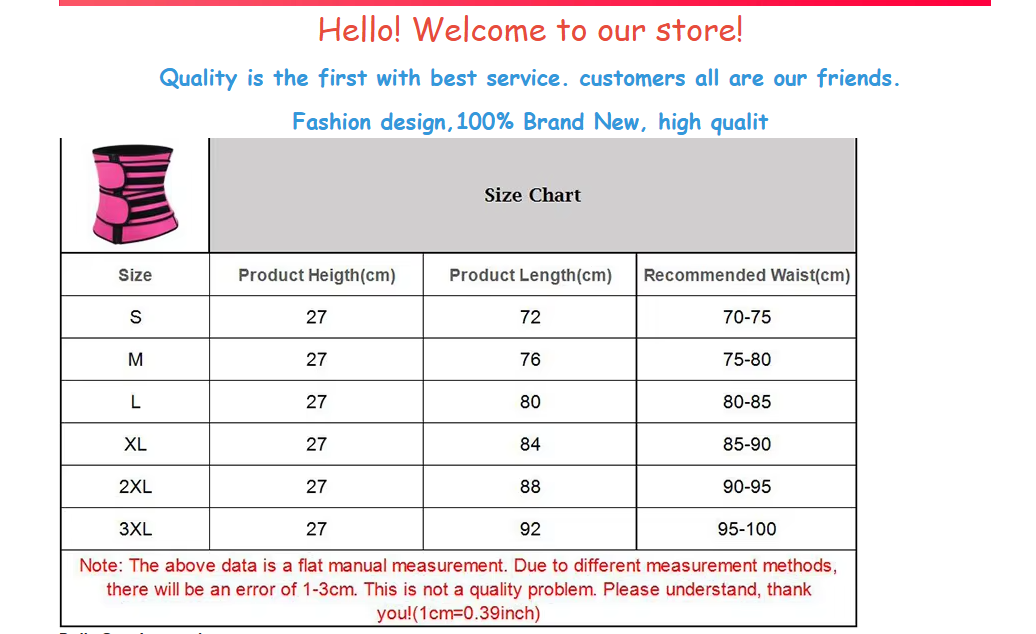 Hello! Welcome to our store!
Quality is the first with best service. customers all are our friends.
Fashion design,100% Brand New, high qualit
Size Chart
Size Product Heigth(cm) Product Length(cm) Recommended Waist(cm)
S 27 72 70-75
M 27 76 75-80
L 27 80 80-85
XL 27 84 85-90
2XL 27 88 90-95
3XL 27 92 95-100
Note: The above data is a flat manual measurement. Due to different measurement methods,
there will be an error of 1-3cm. This is not a quality problem. Please understand, thank
you!(1cm=0.39inch)